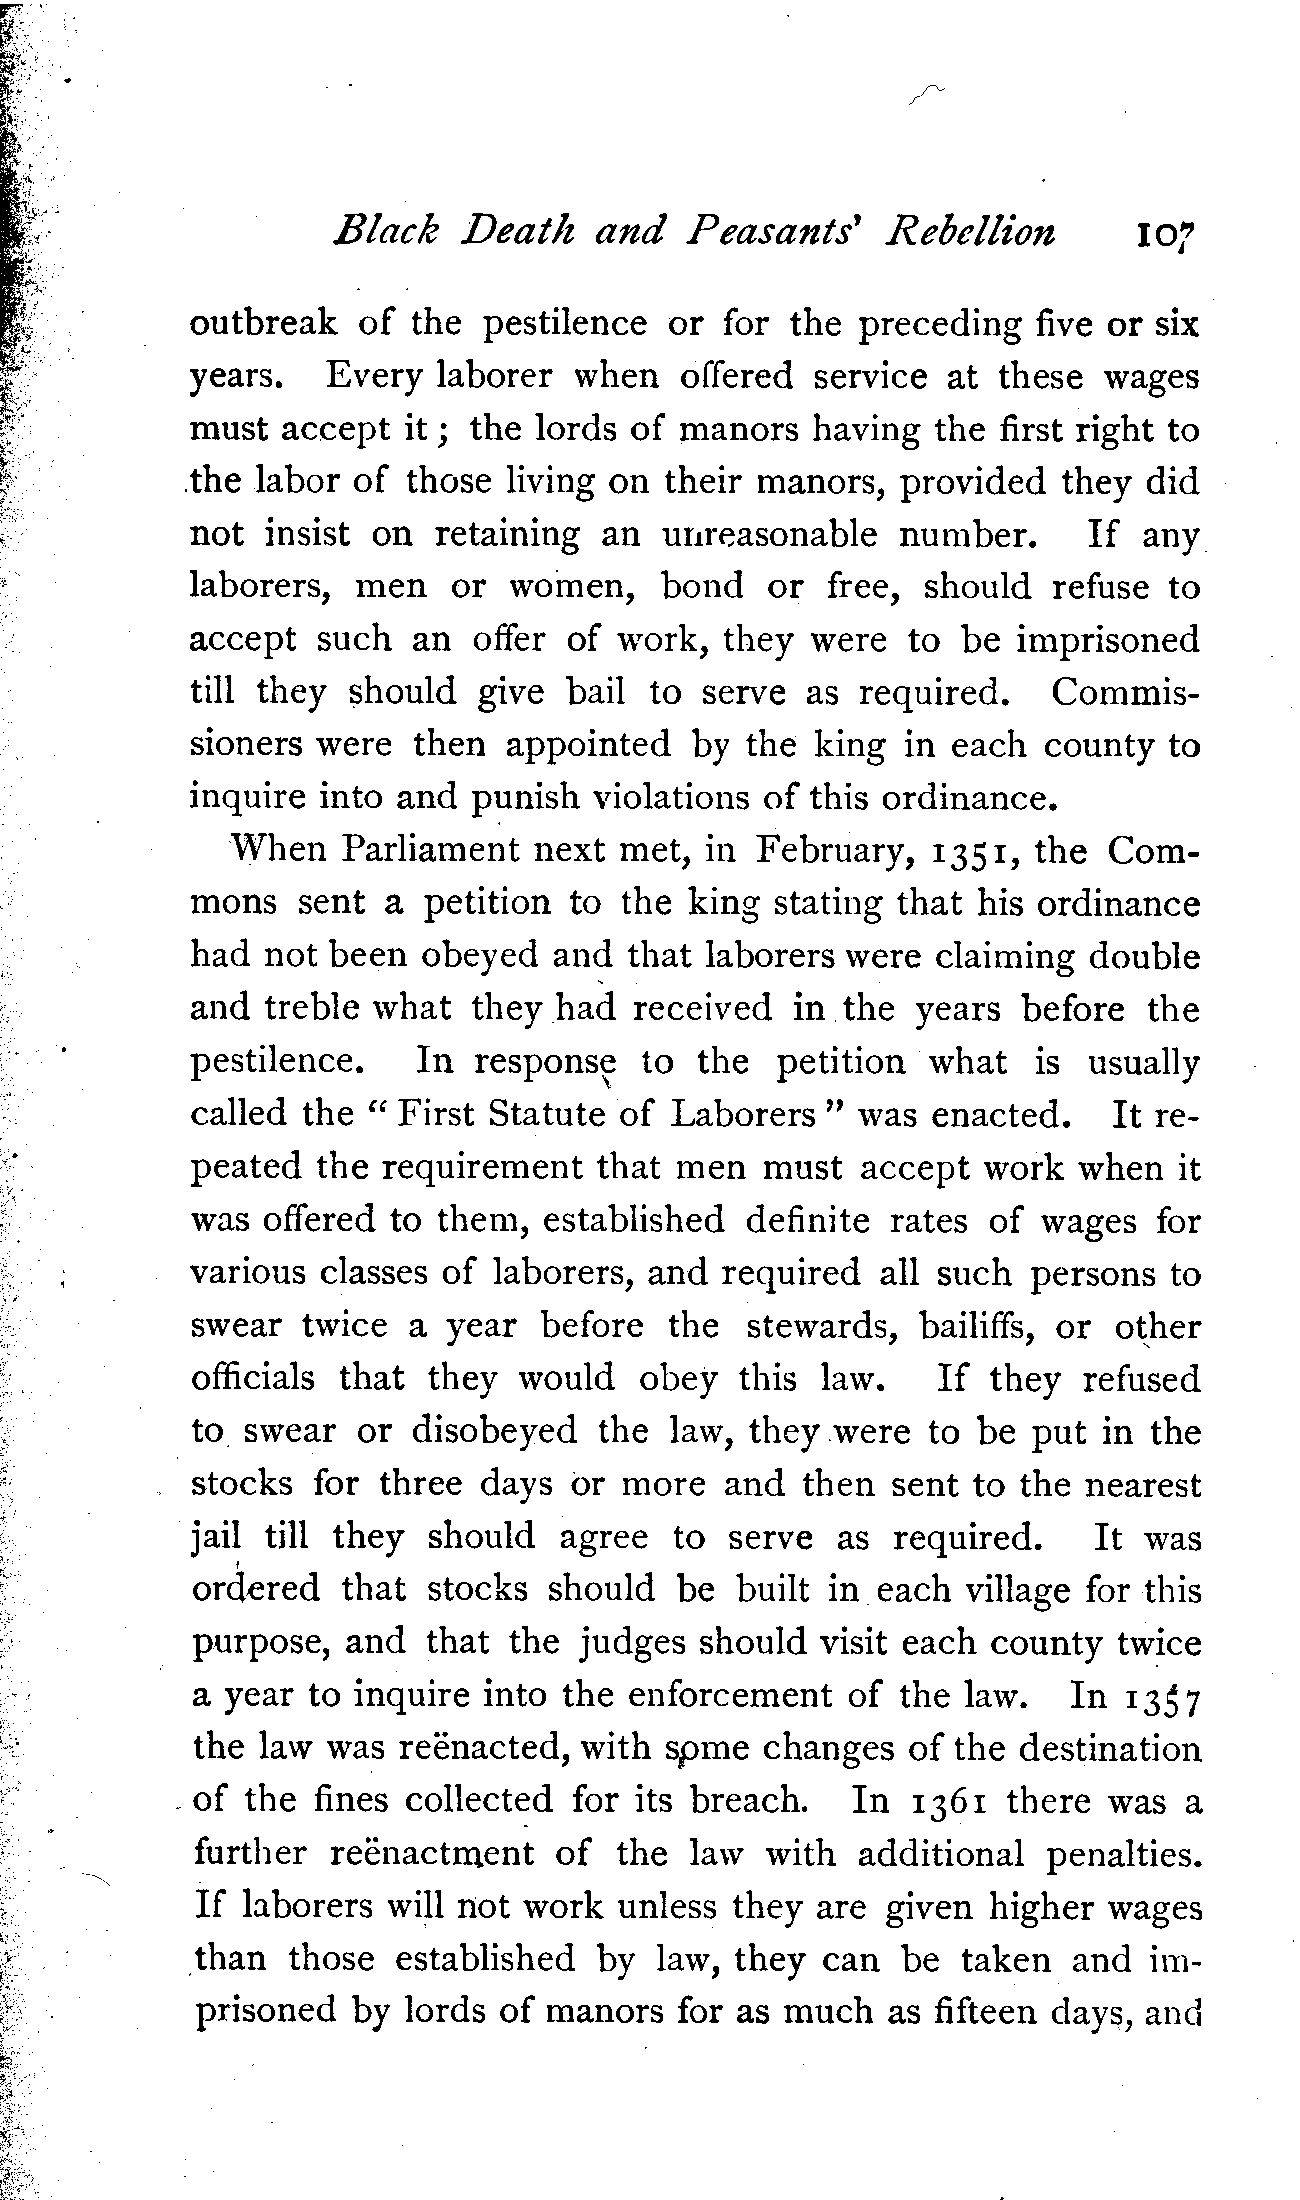 Black Death and Peasants' Rebellion 107
outbreak of the pestilence or for the preceding five or six
years. Every laborer when offered service at these wages
must accept it; the lords of manors having the first right to
the labor of those living on their manors, provided they did
not insist on retaining an unreasonable number. If any
laborers, men or women, bond or free, should refuse to
accept such an offer of work, they were to be imprisoned
till they should give bail to serve as required. Commis-
sioners were then appointed by the king in each county to
inquire into and punish violations of this ordinance.
When Parliament next met, in February, 1351, the Com-
mons sent a petition to the king stating that his ordinance
had not been obeyed and that laborers were claiming double
and treble what they had received in the years before the
pestilence. In response to the petition what is usually
called the "First Statute of Laborers" was enacted. It re-
peated the requirement that men must accept work when it
was offered to them, established definite rates of wages for
various classes of laborers, and required all such persons to
swear twice a year before the stewards, bailiffs, or other
officials that they would obey this law. If they refused
to swear or disobeyed the law, they were to be put in the
stocks for three days or more and then sent to the nearest
jail till they should agree to serve as required. It was
ordered that stocks should be built in each village for this
purpose, and that the judges should visit each county twice
a year to inquire into the enforcement of the law. In 1357
the law was reënacted, with some changes of the destination
of the fines collected for its breach. In 1361 there was a
further reënactment of the law with additional penalties.
If laborers will not work unless they are given higher wages
than those established by law, they can be taken and im-
prisoned by lords of manors for as much as fifteen days, and